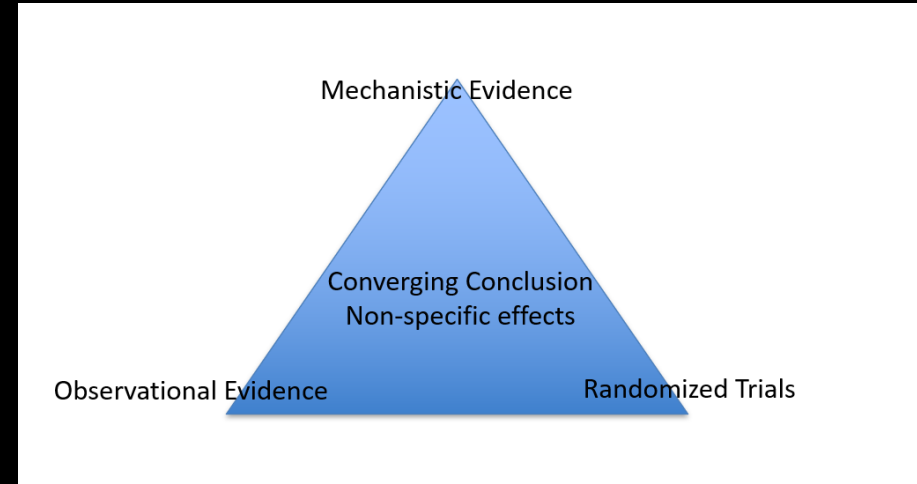 Mechanistic Evidence
Converging Conclusion
Non-specific effects
Observational Evidence
Randomized Trials